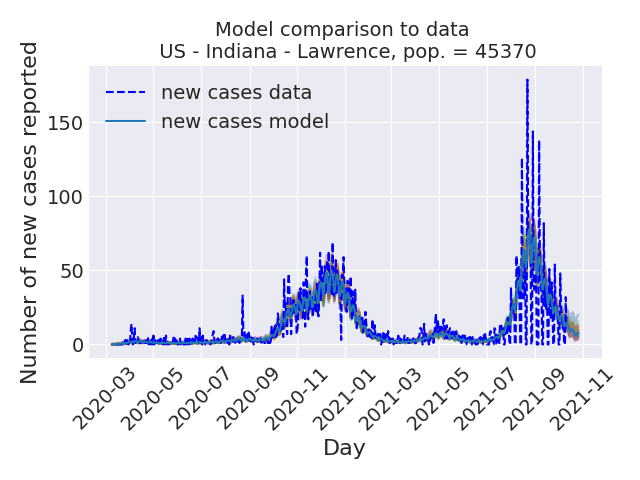 Model comparison to data
US - Indiana - Lawrence, pop. = 45370
Number of new cases reported
new cases data
new cases model
150
100
50
0
2020-03
2020-05
2020-07
2020-09
2020-11
2021-01
2021-03
2021-05
2021-07
2021-09
2021-11
Day